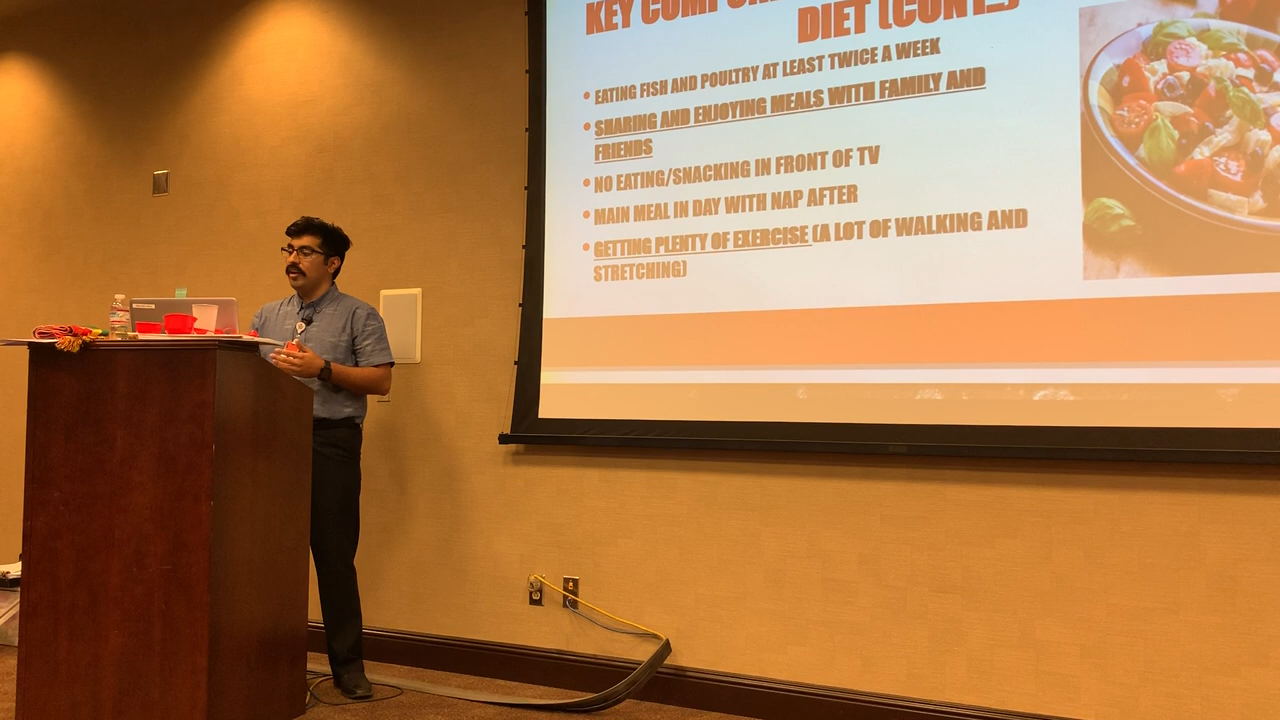 KEY
DIET (CONT.)
• EATING FISH AND POULTRY AT LEAST TWICE A WEEK
• SHARING AND ENJOYING MEALS WITH FAMILY AND
FRIENDS
• NO EATING/SNACKING IN FRONT OF TV
• MAIN MEAL IN DAY WITH NAP AFTER
• GETTING PLENTY OF EXERCISE (A LOT OF WALKING AND
STRETCHING)